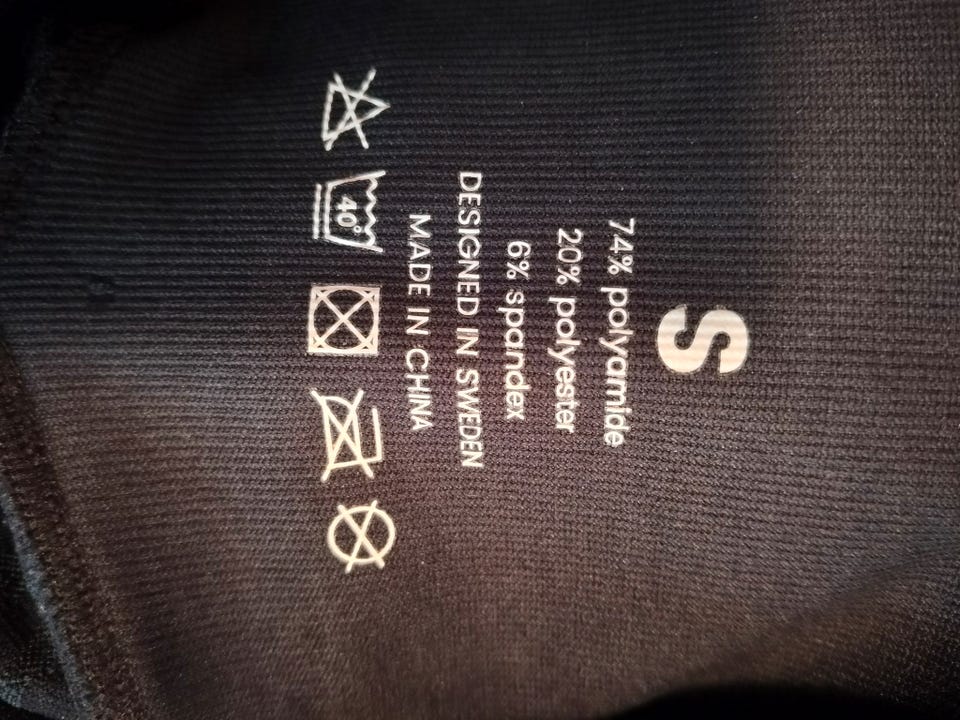 S
74% polyamide
20% polyester
6% spandex
DESIGNED IN SWEDEN
MADE IN CHINA
40°